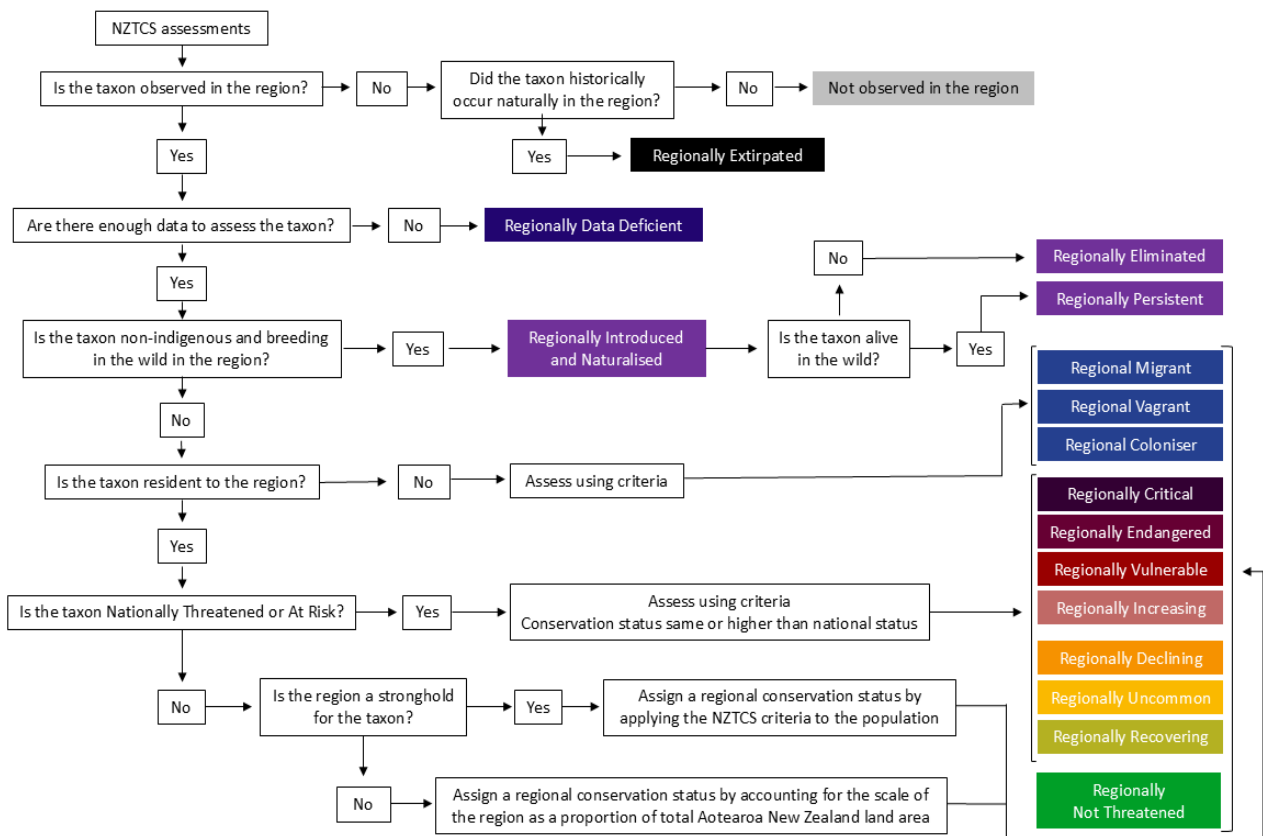 NZTCS assessments
Is the taxon observed in the region?
No
Did the taxon historically
occur naturally in the region?
No
Not observed in the region
Yes
Yes
Regionally Extirpated
Are there enough data to assess the taxon?
No
Regionally Data Deficient
No
Regionally Eliminated
Yes
Regionally Persistent
Is the taxon non-indigenous and breeding
in the wild in the region?
Yes
Regionally Introduced
and Naturalised
Is the taxon alive
in the wild?
Yes
Regional Migrant
Regional Vagrant
Regional Coloniser
No
Is the taxon resident to the region?
No
Assess using criteria
Regionally Critical
Regionally Endangered
Regionally Vulnerable
Regionally Increasing
Regionally Declining
Regionally Uncommon
Regionally Recovering
Regionally
Not Threatened
Yes
Is the taxon Nationally Threatened or At Risk?
Yes
Assess using criteria
Conservation status same or higher than national status
No
Is the region a stronghold
for the taxon?
Yes
Assign a regional conservation status by
applying the NZTCS criteria to the population
No
Assign a regional conservation status by accounting for the scale of
the region as a proportion of total Aotearoa New Zealand land area